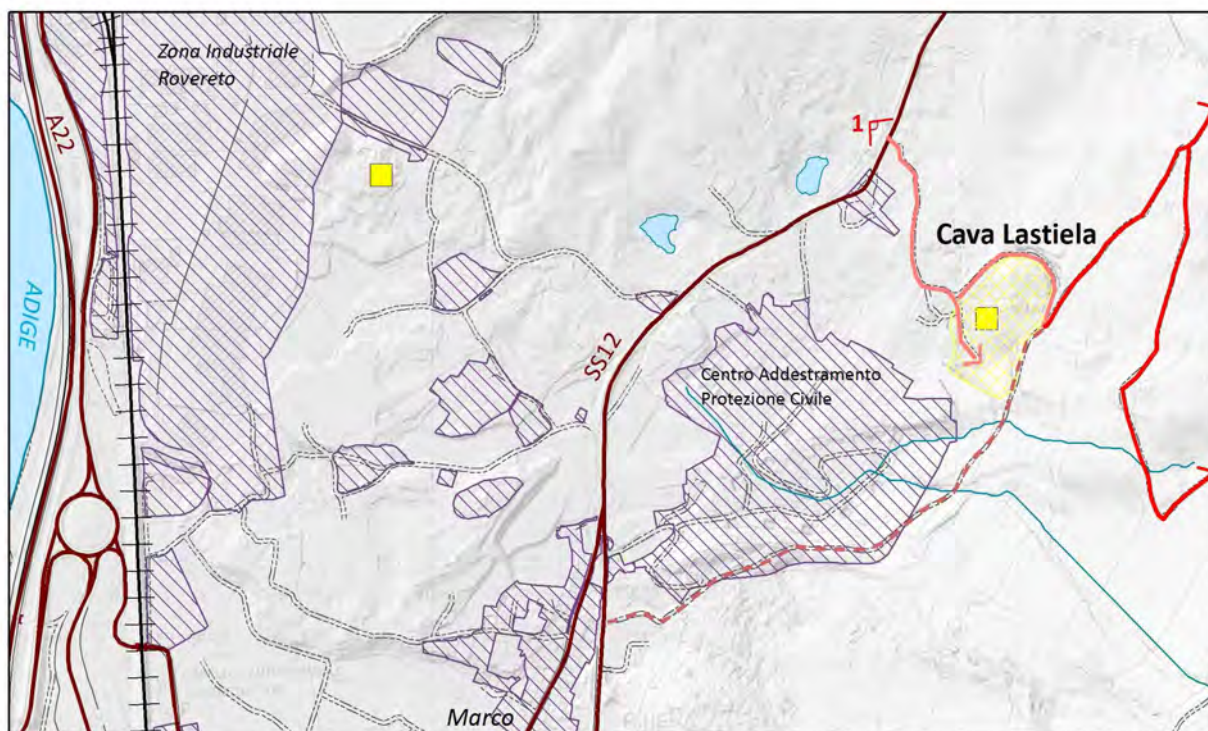 Zona Industriale
Rovereto
A22
1
Cava Lastiela
ADIGE
SS12
Centro Addestramento
Protezione Civile
Marco